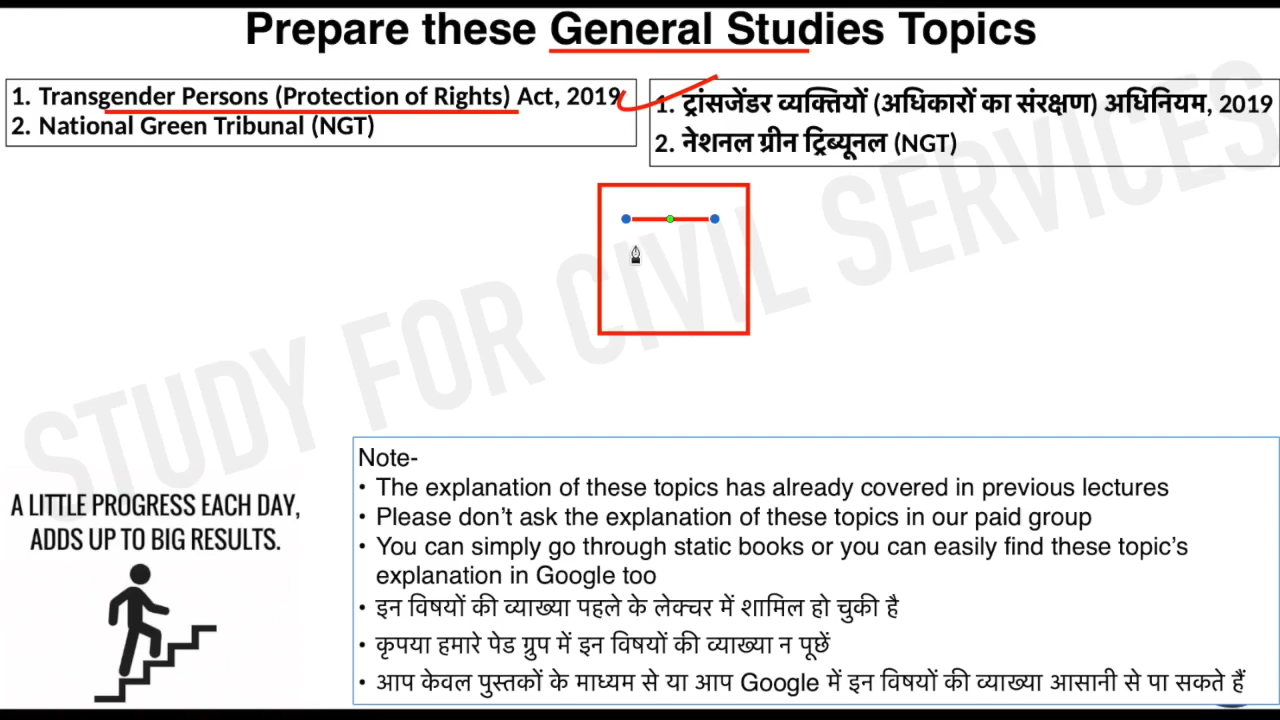 Prepare these General Studies Topics
1. Transgender Persons (Protection of Rights) Act, 2019
2. National Green Tribunal (NGT)
1. ट्रांसजेंडर व्यक्तियों (अधिकारों का संरक्षण) अधिनियम, 2019
2. नेशनल ग्रीन ट्रिब्यूनल (NGT)
STUDY FOR CIVIL SERVICES
A LITTLE PROGRESS EACH DAY,
ADDS UP TO BIG RESULTS.
Note-
• The explanation of these topics has already covered in previous lectures
• Please don’t ask the explanation of these topics in our paid group
• You can simply go through static books or you can easily find these topic’s
explanation in Google too
• इन विषयों की व्याख्या पहले के लेक्चर में शामिल हो चुकी है
• कृपया हमारे पेड ग्रुप में इन विषयों की व्याख्या न पूछें
• आप केवल पुस्तकों के माध्यम से या आप Google में इन विषयों की व्याख्या आसानी से पा सकते हैं